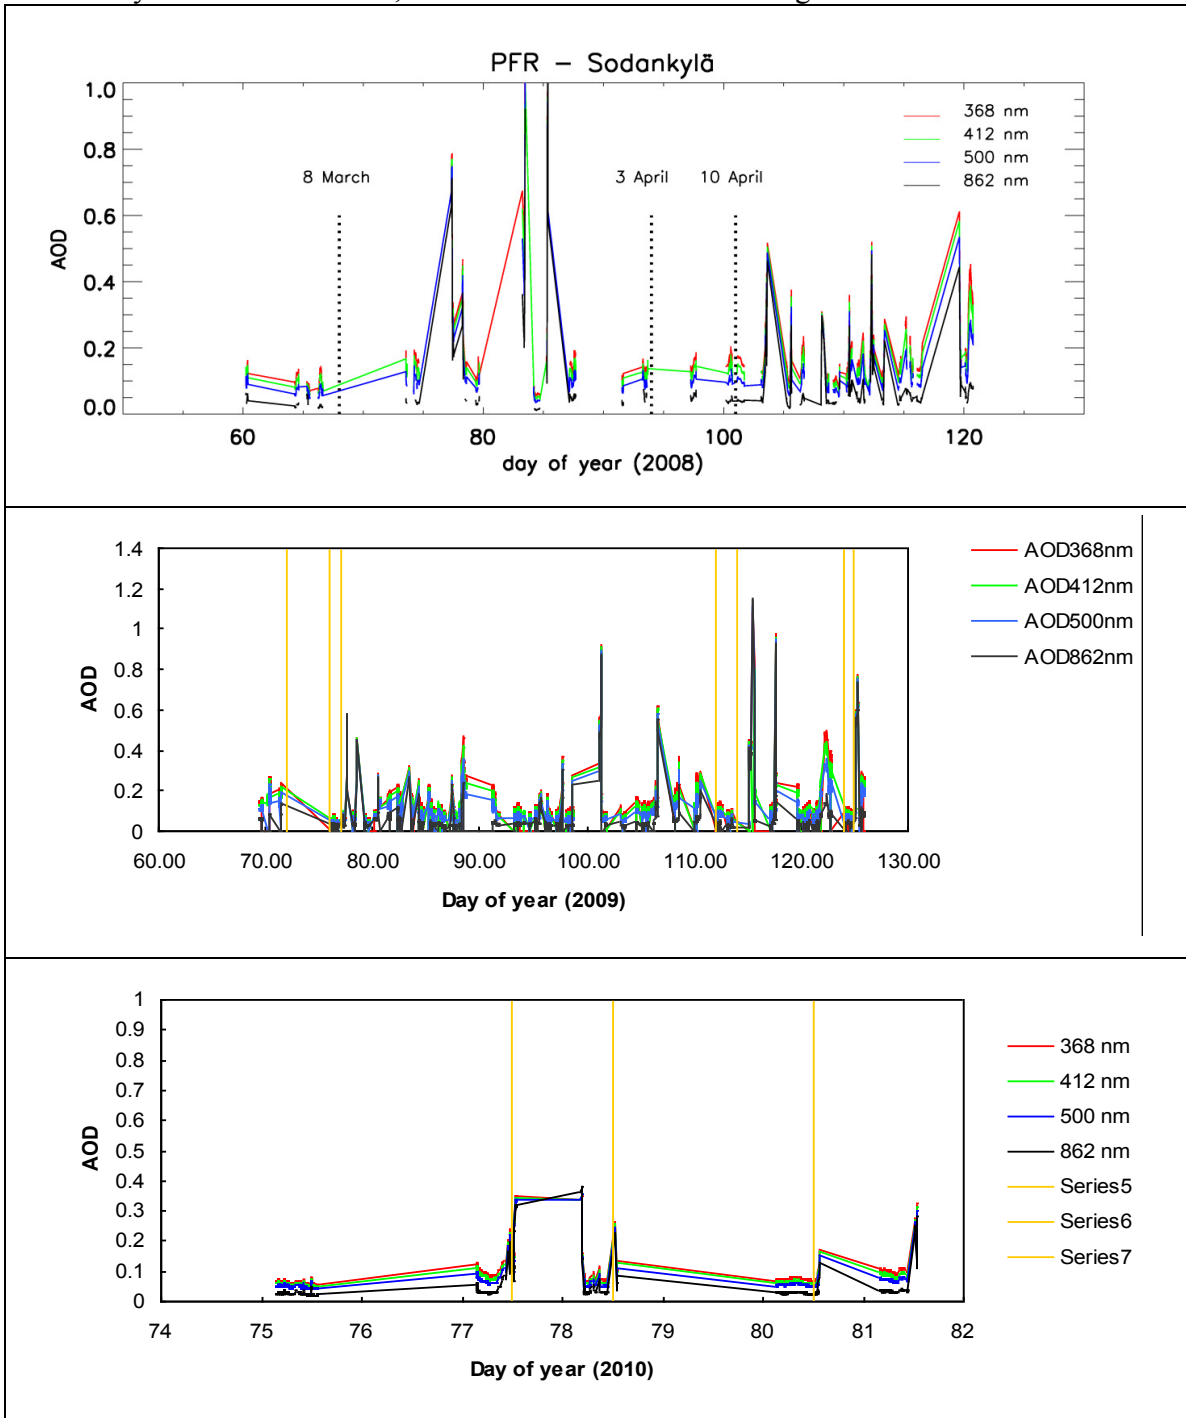 PFR – Sodankylä
1.0
0.8
0.6
0.4
0.2
0.0
AOD
8 March
3 April
10 April
368 nm
412 nm
500 nm
862 nm
60
80
100
120
day of year (2008)
1.4
1.2
1
0.8
0.6
0.4
0.2
0
AOD
AOD368nm
AOD412nm
AOD500nm
AOD862nm
60.00
70.00
80.00
90.00
100.00
110.00
120.00
130.00
Day of year (2009)
1
0.9
0.8
0.7
0.6
0.5
0.4
0.3
0.2
0.1
0
AOD
368 nm
412 nm
500 nm
862 nm
Series5
Series6
Series7
74
75
76
77
78
79
80
81
82
Day of year (2010)